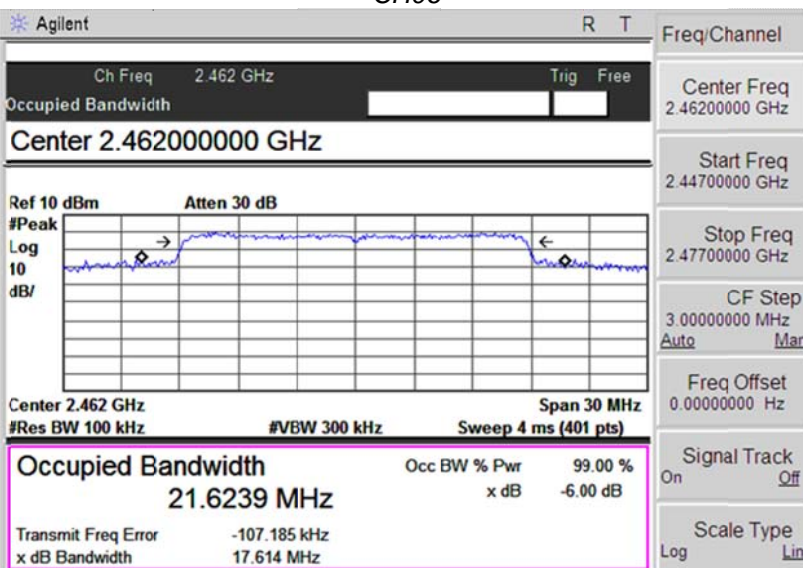 Agilent R T
Ch Freq 2.462 GHz Trig Free
Occupied Bandwidth
Center 2.462000000 GHz
Ref 10 dBm Atten 30 dB
#Peak
Log
10
dB/
Center 2.462 GHz Span 30 MHz
#Res BW 100 kHz #VBW 300 kHz Sweep 4 ms (401 pts)
Occupied Bandwidth Occ BW % Pwr 99.00 %
21.6239 MHz x dB -6.00 dB
Transmit Freq Error -107.185 kHz
x dB Bandwidth 17.614 MHz
Freq/Channel
Center Freq
2.46200000 GHz
Start Freq
2.44700000 GHz
Stop Freq
2.47700000 GHz
CF Step
3.00000000 MHz
Auto Man
Freq Offset
0.00000000 Hz
Signal Track
On Off
Scale Type
Log Lin